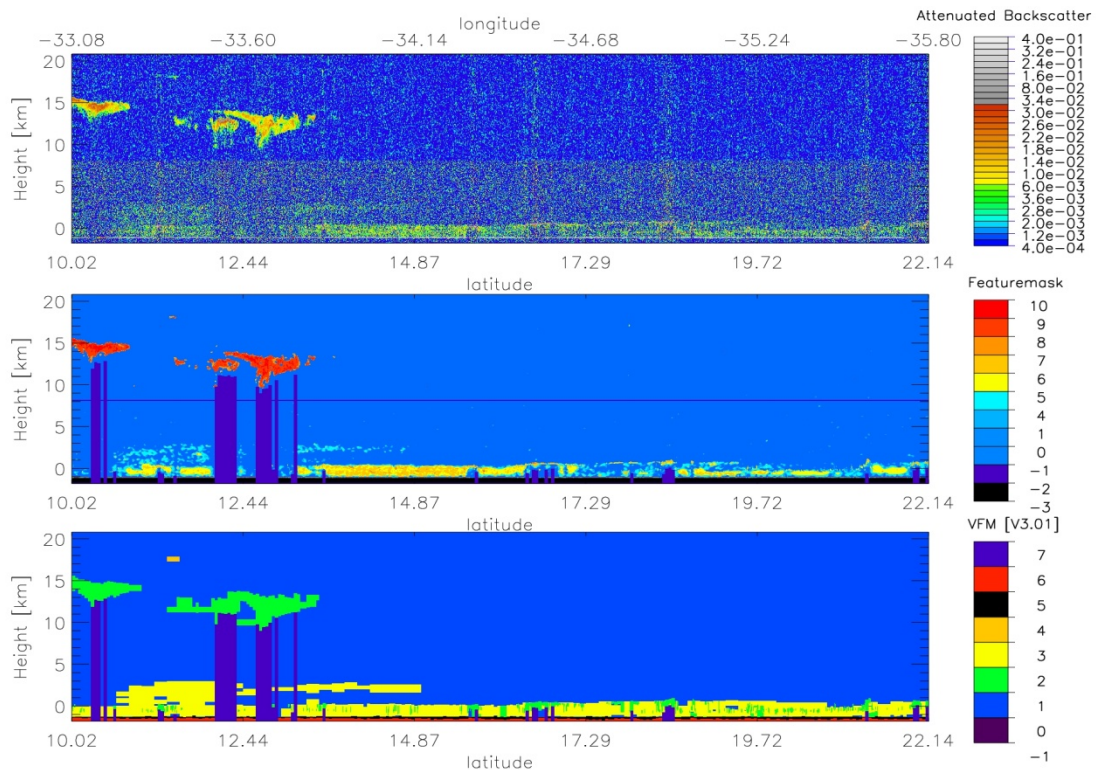 longitude
-33.08 -33.60 -34.14 -34.68 -35.24 -35.80
Attenuated Backscatter
Height [km]
20
15
10
5
0
4.0e-01
3.2e-01
2.4e-01
1.6e-01
8.0e-02
3.4e-02
3.0e-02
2.6e-02
2.2e-02
1.8e-02
1.4e-02
1.0e-02
6.0e-03
3.6e-03
2.8e-03
2.0e-03
1.2e-03
4.0e-04
10.02 12.44 14.87 17.29 19.72 22.14
latitude
Featuremask
Height [km]
20
15
10
5
0
10
9
8
7
6
5
4
1
0
-1
-2
-3
10.02 12.44 14.87 17.29 19.72 22.14
latitude
VFM [V3.01]
Height [km]
20
15
10
5
0
7
6
5
4
3
2
1
0
-1
10.02 12.44 14.87 17.29 19.72 22.14
latitude